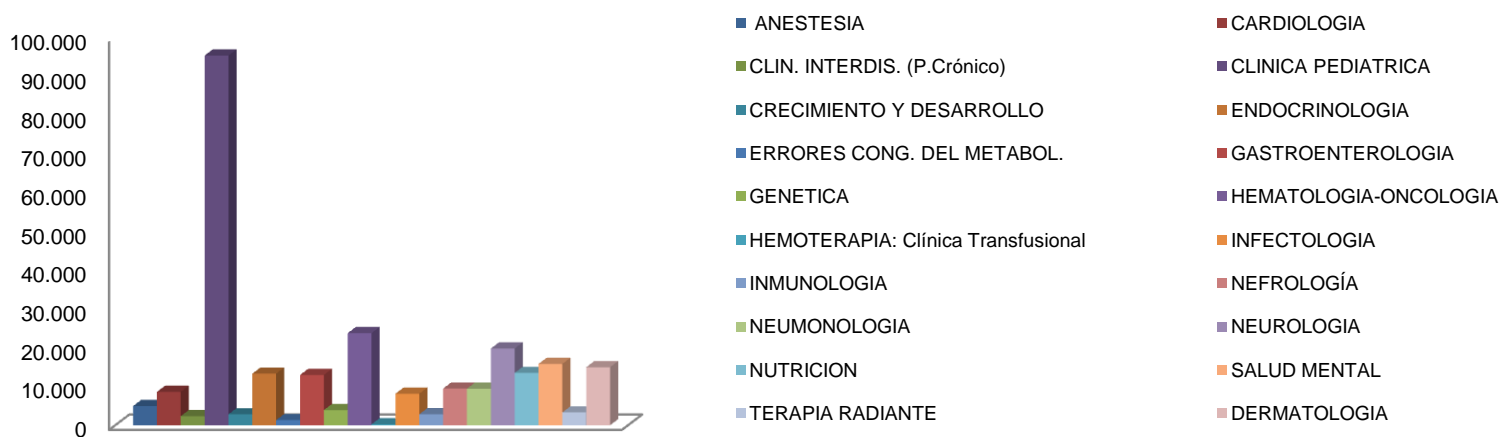 100.000
90.000
80.000
70.000
60.000
50.000
40.000
30.000
20.000
10.000
0
ANESTESIA
CARDIOLOGIA
CLIN. INTERDIS. (P.Crónico)
CLINICA PEDIATRICA
CRECIMIENTO Y DESARROLLO
ENDOCRINOLOGIA
ERRORES CONG. DEL METABOL.
GASTROENTEROLOGIA
GENETICA
HEMATOLOGIA-ONCOLOGIA
HEMOTERAPIA: Clínica Transfusional
INFECTOLOGIA
INMUNOLOGIA
NEFROLOGÍA
NEUMONOLOGIA
NEUROLOGIA
NUTRICION
SALUD MENTAL
TERAPIA RADIANTE
DERMATOLOGIA